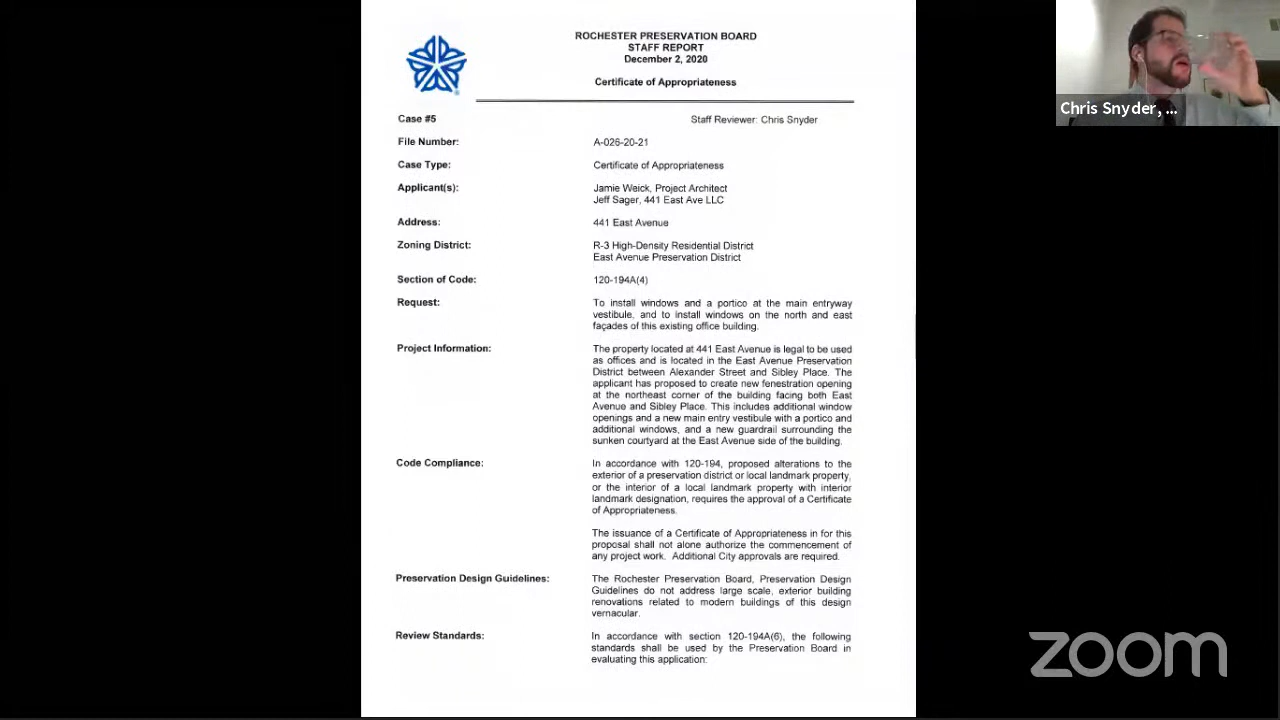 ROCHESTER PRESERVATION BOARD
STAFF REPORT
December 2, 2020
Certificate of Appropriateness
Case #5
Staff Reviewer: Chris Snyder
File Number:
A-026-20-21
Case Type:
Certificate of Appropriateness
Applicant(s):
Jamie Weick, Project Architect
Jeff Sager, 441 East Ave LLC
Address:
441 East Avenue
Zoning District:
R-3 High-Density Residential District
East Avenue Preservation District
Section of Code:
120-194A(4)
Request:
To install windows and a portico at the main entryway
vestibule, and to install windows on the north and east
façades of this existing office building.
Project Information:
The property located at 441 East Avenue is legal to be used
as offices and is located in the East Avenue Preservation
District between Alexander Street and Sibley Place. The
applicant has proposed to create new fenestration opening
at the northeast corner of the building facing both East
Avenue and Sibley Place. This includes additional window
openings and a new main entry vestibule with a portico and
additional windows, and a new guardrail surrounding the
sunken courtyard at the East Avenue side of the building.
Code Compliance:
In accordance with 120-194, proposed alterations to the
exterior of a preservation district or local landmark property,
or the interior of a local landmark property with interior
landmark designation, requires the approval of a Certificate
of Appropriateness.
The issuance of a Certificate of Appropriateness in for this
proposal shall not alone authorize the commencement of
any project work. Additional City approvals are required.
Preservation Design Guidelines:
The Rochester Preservation Board, Preservation Design
Guidelines do not address large scale, exterior building
renovations related to modern buildings of this design
vernacular.
Review Standards:
In accordance with section 120-194A(6), the following
standards shall be used by the Preservation Board in
evaluating this application:
Chris Snyder, ...
zoom